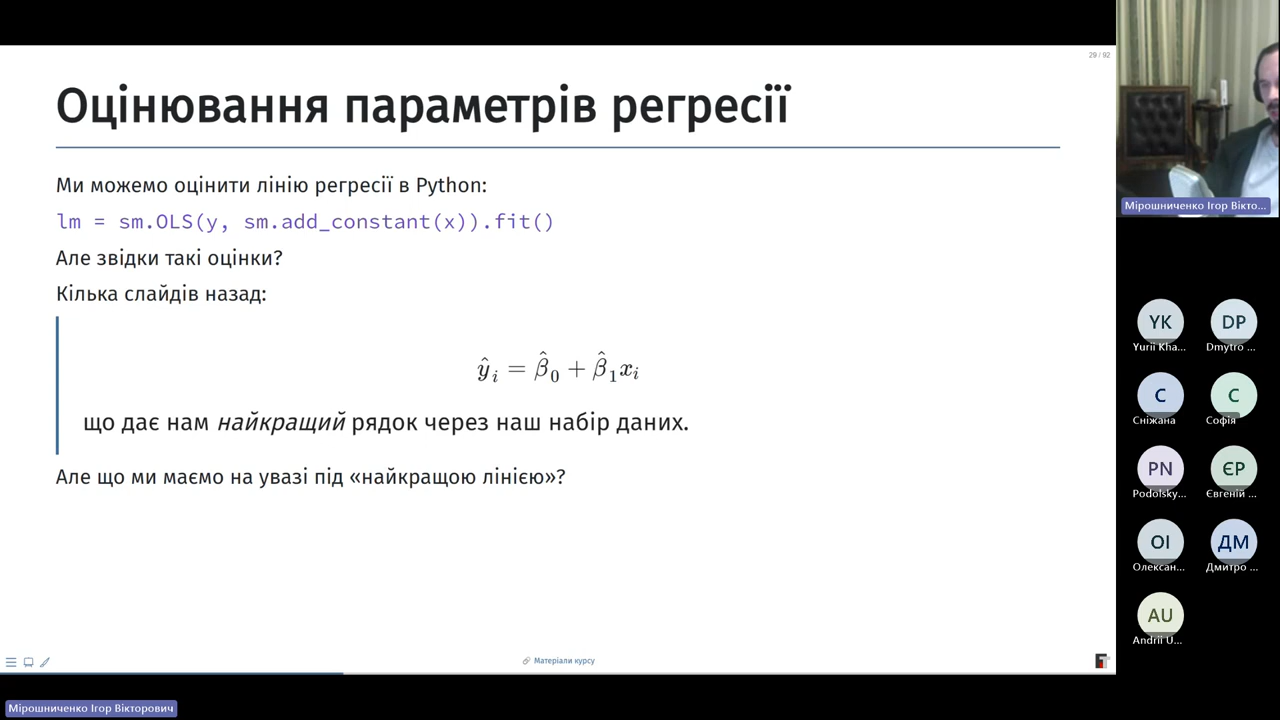 29 / 92
Оцінювання параметрів регресії
Ми можемо оцінити лінію регресії в Python:
lm = sm.OLS(y, sm.add_constant(x)).fit()
Але звідки такі оцінки?
Кілька слайдів назад:
ŷᵢ = β̂₀ + β̂₁xᵢ
що дає нам найкращий рядок через наш набір даних.
Але що ми маємо на увазі під «найкращою лінією»?
Матеріали курсу
Мірошниченко Ігор Вікторович
Мірошниченко Ігор Вікто...
YK
DP
Yurii Kha...
Dmytro ...
С
С
Сніжана
Софія
PN
ЄР
Podolsky...
Євгеній ...
ОІ
ДМ
Олексан...
Дмитро ...
AU
Andrii U...